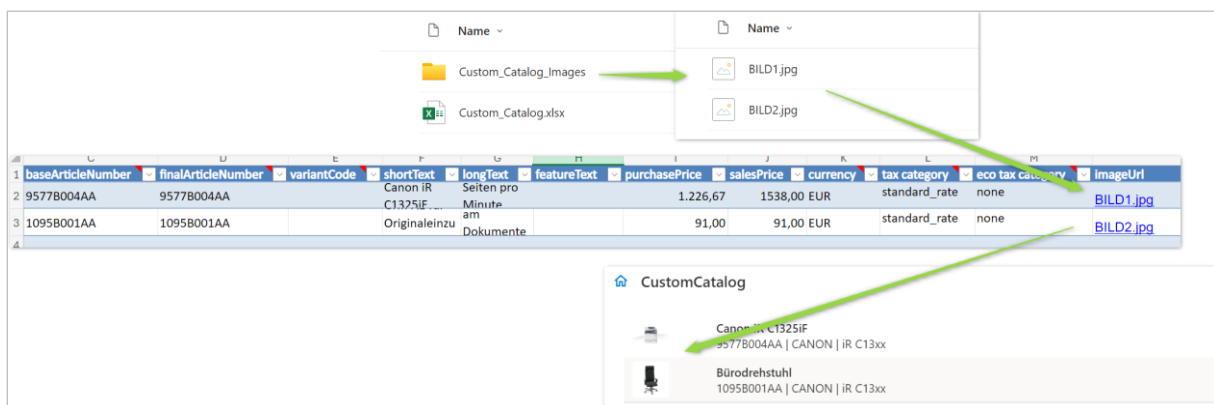 Name
Custom_Catalog_Images
Custom_Catalog.xlsx
Name
BILD1.jpg
BILD2.jpg
C D E F G H I J K L M
1 baseArticleNumber finalArticleNumber variantCode shortText longText featureText purchasePrice salesPrice currency tax category eco tax category imageUrl
2 9577B004AA 9577B004AA Canon iR C1325iF Seiten pro Minute 1.226,67 1538,00 EUR standard_rate none BILD1.jpg
3 1095B001AA 1095B001AA Originaleinzu am Dokumente 91,00 91,00 EUR standard_rate none BILD2.jpg
4
CustomCatalog
Canon iR C1325iF
9577B004AA | CANON | iR C13xx
Bürodrehstuhl
1095B001AA | CANON | iR C13xx